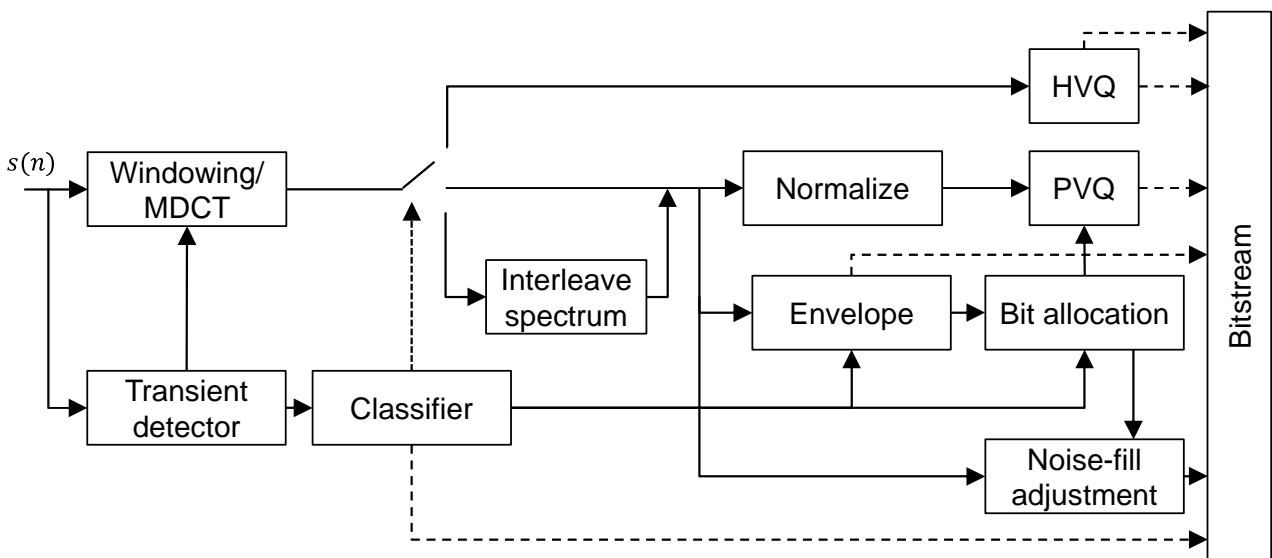 HVQ
s(n)
Windowing/
MDCT
Normalize
PVQ
Interleave
spectrum
Envelope
Bit allocation
Bitstream
Transient
detector
Classifier
Noise-fill
adjustment